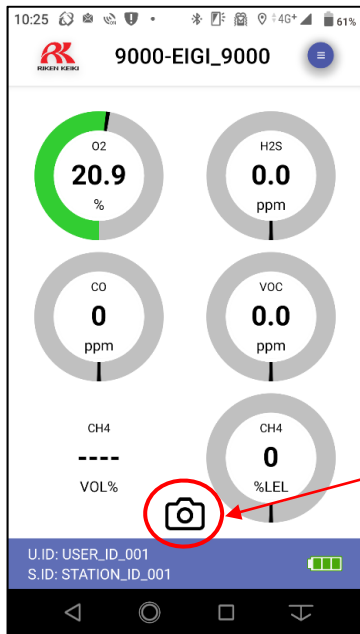 10:25 4G+ 61%
RIKEN KEIKI
9000-EIGI_9000
O2
20.9
%
H2S
0.0
ppm
CO
0
ppm
VOC
0.0
ppm
CH4
----
VOL%
CH4
0
%LEL
U.ID: USER_ID_001
S.ID: STATION_ID_001